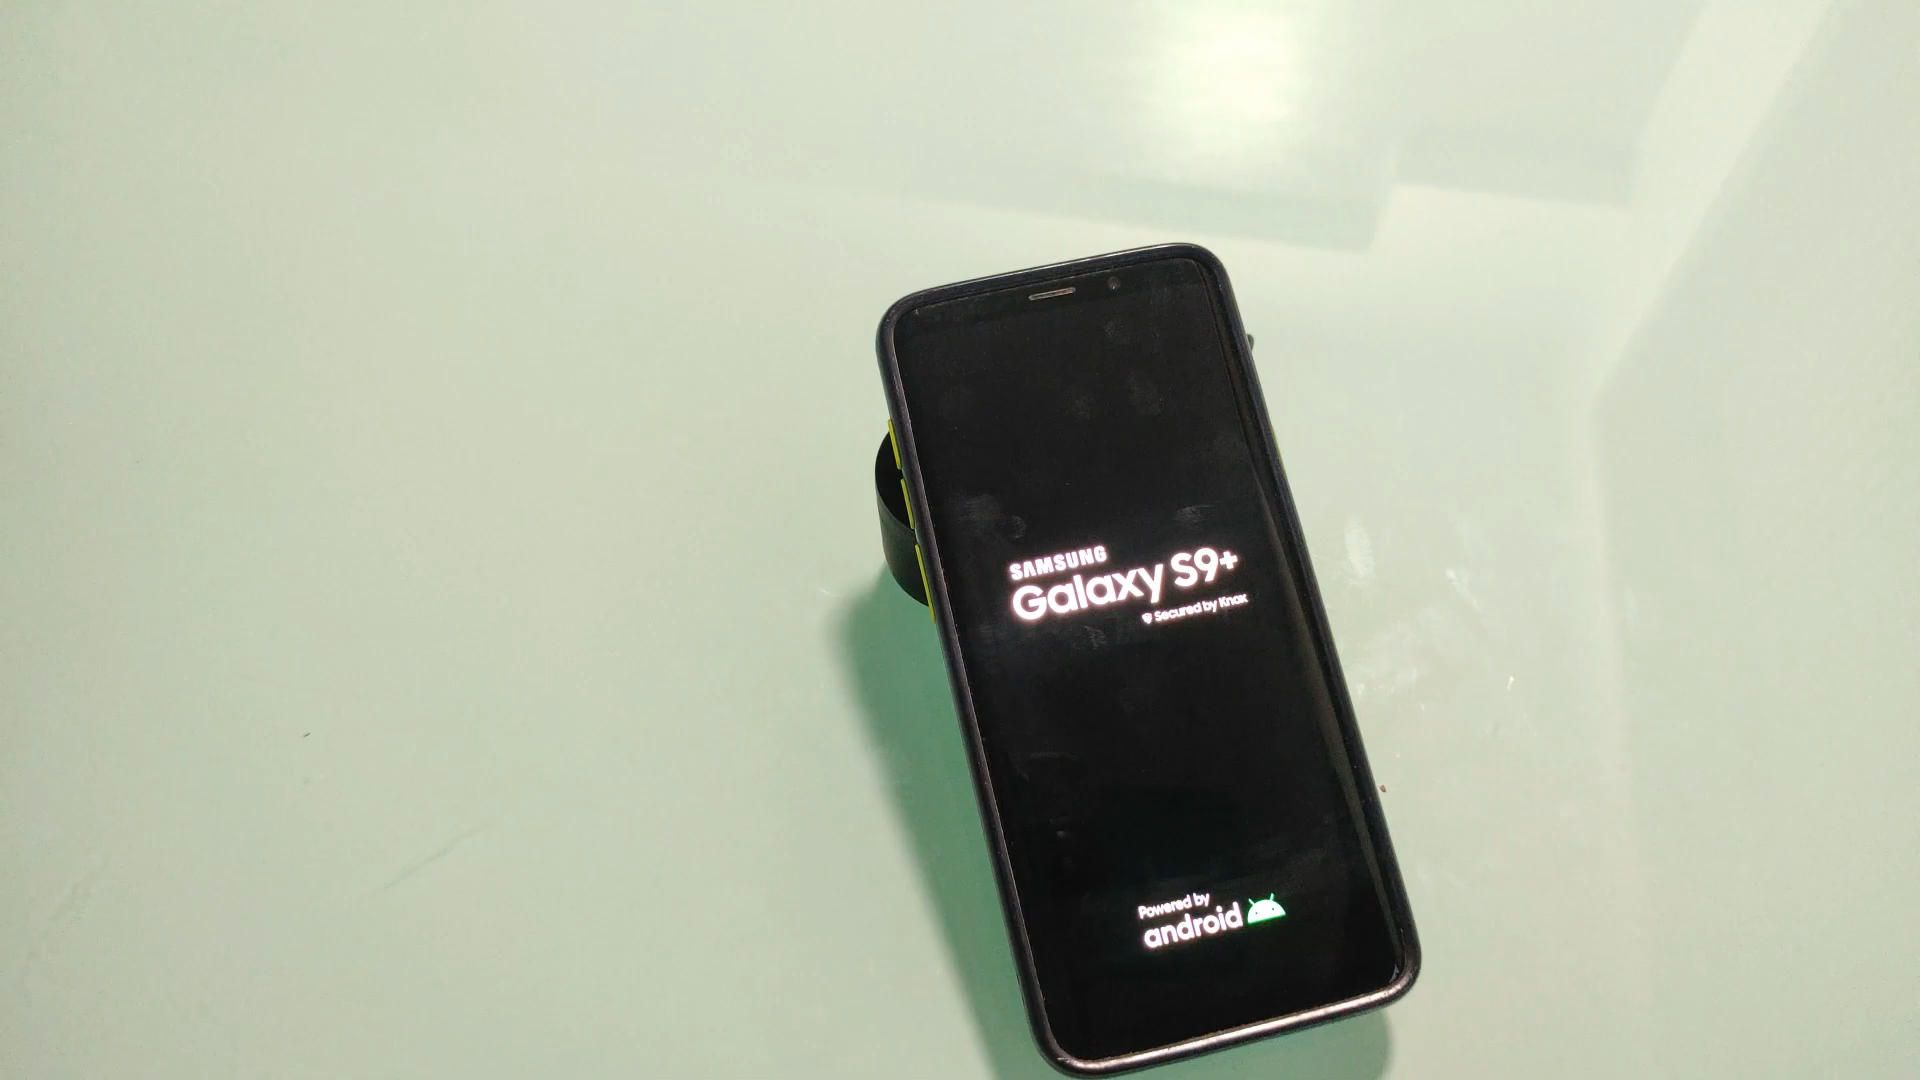 SAMSUNG
Galaxy S9+
Secured by Knox
Powered by
android